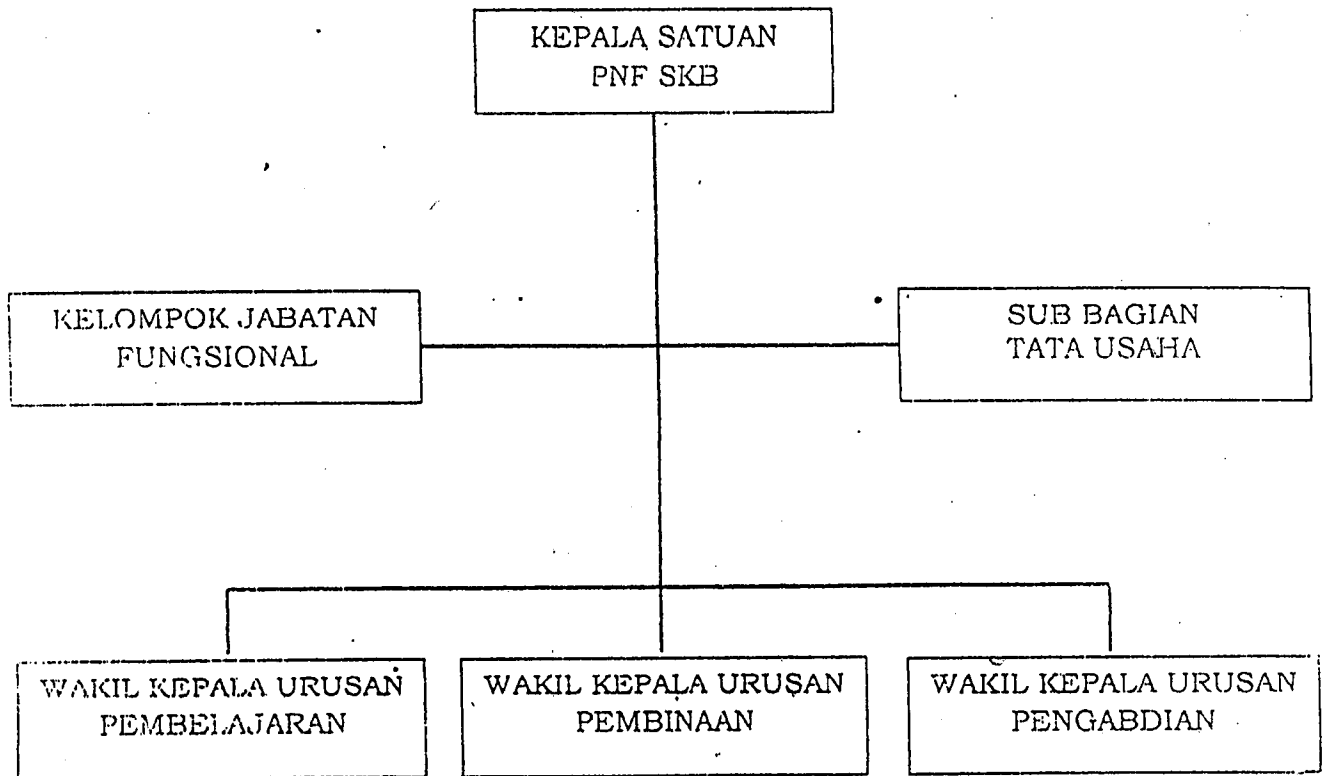 KEPALA SATUAN
PNF SKB
KELOMPOK JABATAN
FUNGSIONAL
SUB BAGIAN
TATA USAHA
WAKIL KEPALA URUSAN
PEMBELAJARAN
WAKIL KEPALA URUSAN
PEMBINAAN
WAKIL KEPALA URUSAN
PENGABDIAN